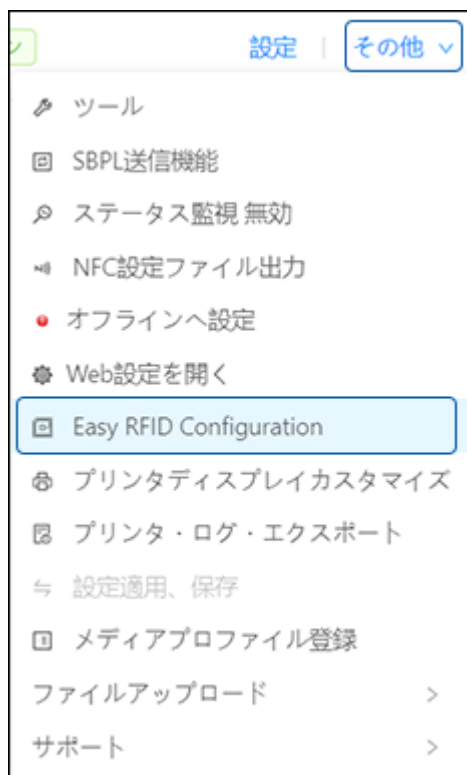 ン
設定
その他
ツール
SBPL送信機能
ステータス監視 無効
NFC設定ファイル出力
オフラインへ設定
Web設定を開く
Easy RFID Configuration
プリンタディスプレイカスタマイズ
プリンタ・ログ・エクスポート
設定適用、保存
メディアプロファイル登録
ファイルアップロード
サポート